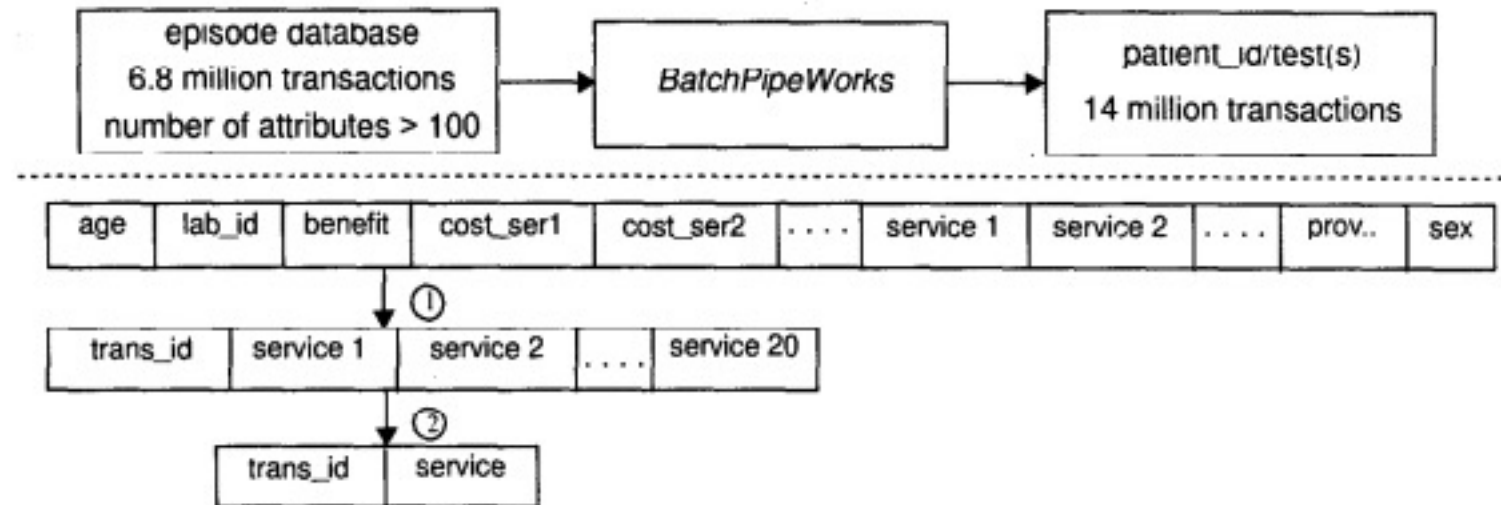 episode database
6.8 million transactions
number of attributes > 100
BatchPipeWorks
patient_id/test(s)
14 million transactions
age lab_id benefit cost_ser1 cost_ser2 .... service 1 service 2 .... prov.. sex
1
trans_id service 1 service 2 .... service 20
2
trans_id service